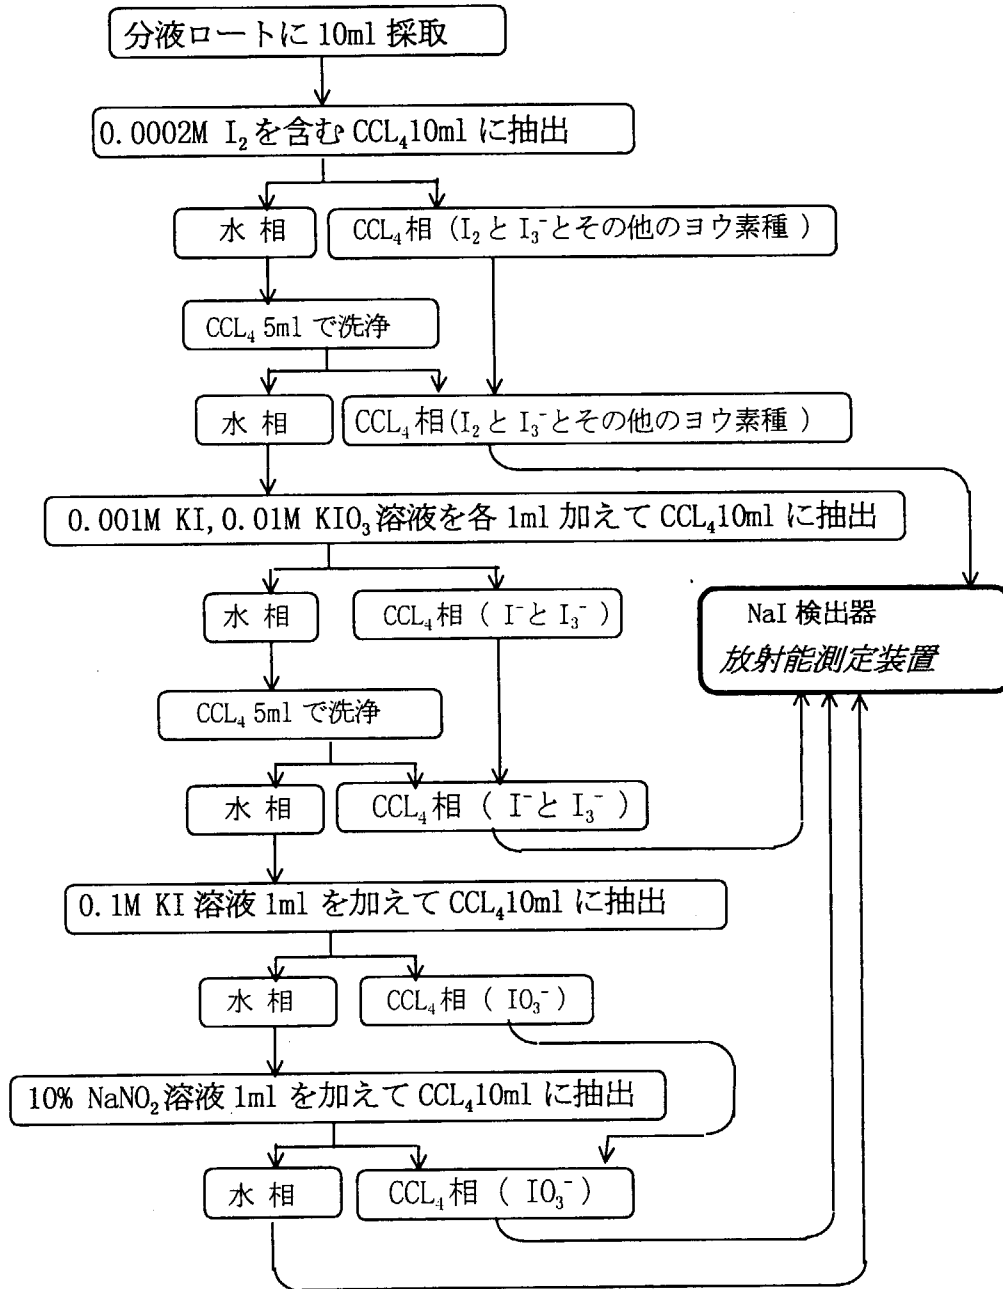 分液ロートに 10ml 採取
0.0002M I₂を含む CCL₄10ml に抽出
水 相
CCL₄相 (I₂と I₃⁻とその他のヨウ素種 )
CCL₄ 5ml で洗浄
水 相
CCL₄相(I₂と I₃⁻とその他のヨウ素種 )
0.001M KI,0.01M KIO₃溶液を各 1ml 加えて CCL₄10ml に抽出
水 相
CCL₄相 ( I⁻と I₃⁻ )
NaI 検出器
放射能測定装置
CCL₄ 5ml で洗浄
水 相
CCL₄相 ( I⁻と I₃⁻ )
0.1M KI 溶液 1ml を加えて CCL₄10ml に抽出
水 相
CCL₄相 ( IO₃⁻ )
10% NaNO₂溶液 1ml を加えて CCL₄10ml に抽出
水 相
CCL₄相 ( IO₃⁻ )